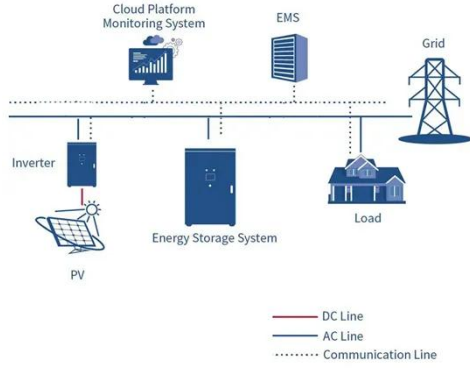 Cloud Platform
Monitoring System
EMS
Grid
Inverter
Energy Storage System
Load
PV
DC Line
AC Line
Communication Line